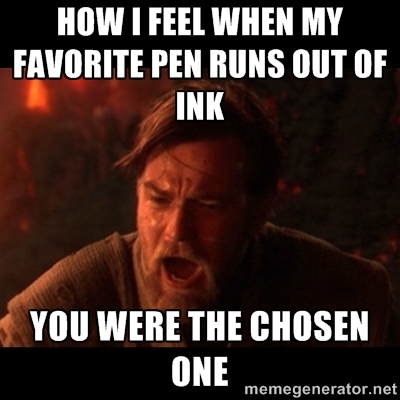 HOW I FEEL WHEN MY
FAVORITE PEN RUNS OUT OF
INK
YOU WERE THE CHOSEN
ONE
memegenerator.net